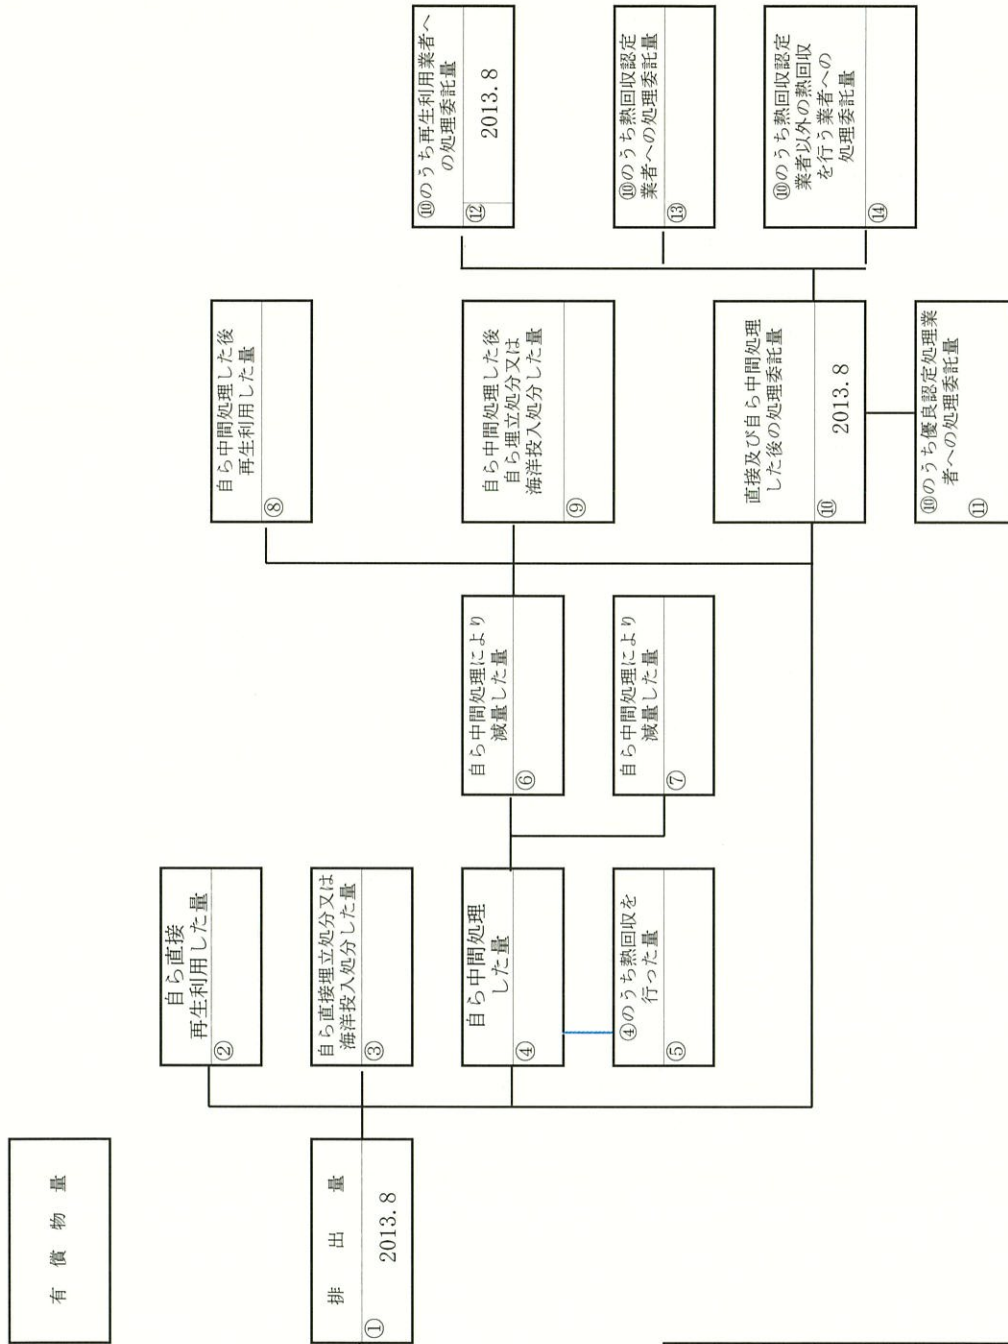 有 償 物 量
排 出 量
①
2013.8
自ら直接
再生利用した量
②
自ら直接埋立処分又は
海洋投入処分した量
③
自ら中間処理
した量
④
④のうち熱回収を
行った量
⑤
自ら中間処理により
減量した量
⑥
自ら中間処理により
減量した量
⑦
自ら中間処理した後
再生利用した量
⑧
自ら中間処理した後
自ら埋立処分又は
海洋投入処分した量
⑨
直接及び自ら中間処理
した後の処理委託量
⑩
2013.8
⑩のうち優良認定処理業
者への処理委託量
⑪
⑩のうち再生利用業者へ
の処理委託量
⑫
2013.8
⑩のうち熱回収認定
業者への処理委託量
⑬
⑩のうち熱回収認定
業者以外の熱回収
を行う業者への
処理委託量
⑭